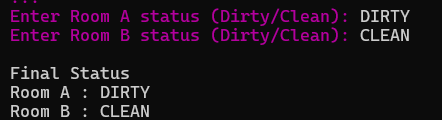 ...
Enter Room A status (Dirty/Clean): DIRTY
Enter Room B status (Dirty/Clean): CLEAN

Final Status
Room A : DIRTY
Room B : CLEAN